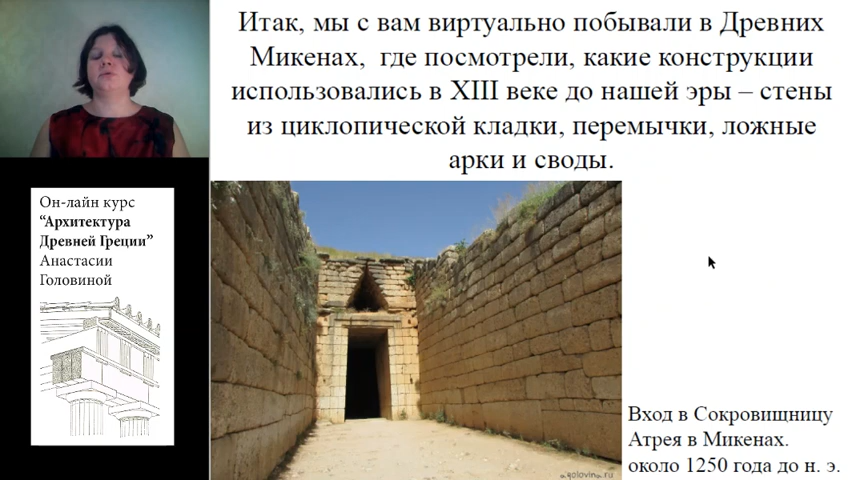 Итак, мы с вам виртуально побывали в Древних
Микенах, где посмотрели, какие конструкции
использовались в XIII веке до нашей эры – стены
из циклопической кладки, перемычки, ложные
арки и своды.
Он-лайн курс
“Архитектура
Древней Греции”
Анастасии
Головиной
Вход в Сокровищницу
Атрея в Микенах.
около 1250 года до н. э.
agolovina.ru